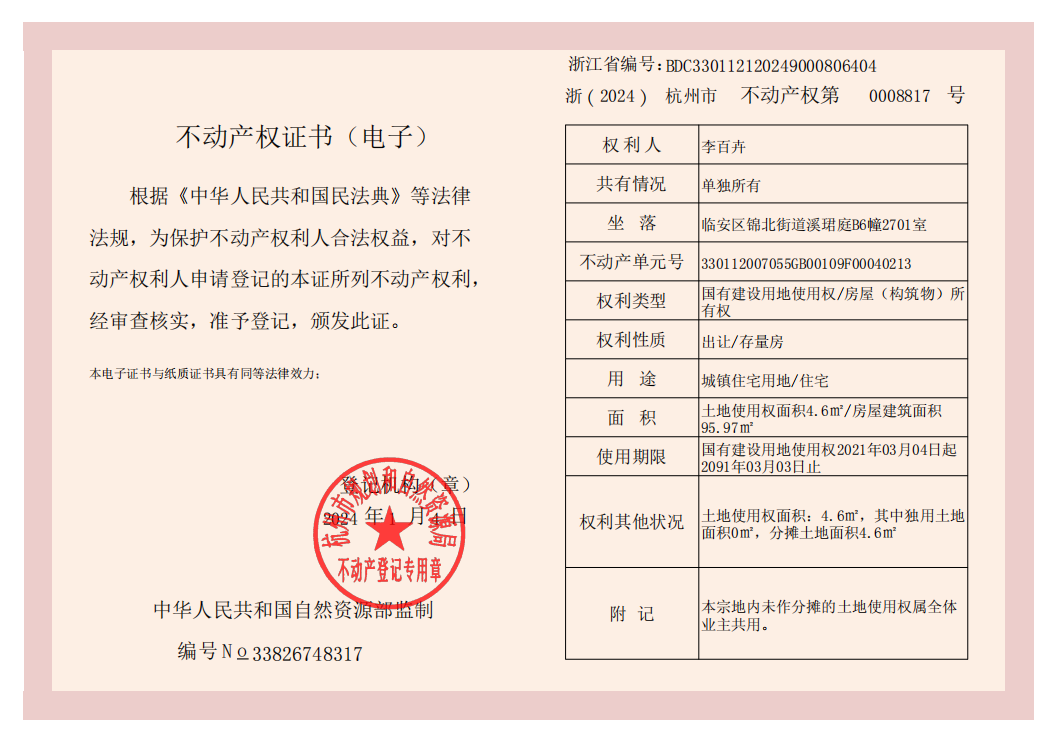 不动产权证书（电子）
根据《中华人民共和国民法典》等法律
法规，为保护不动产权利人合法权益，对不
动产权利人申请登记的本证所列不动产权利，
经审查核实，准予登记，颁发此证。
本电子证书与纸质证书具有同等法律效力；
登记机构（章）
2024 年 1 月 4 日
杭州市规划和自然资源局
不动产登记专用章
中华人民共和国自然资源部监制
编号No 33826748317
浙江省编号：BDC330112120249000806404
浙（2024） 杭州市 不动产权第 0008817 号
权利人 李百卉
共有情况 单独所有
坐 落 临安区锦北街道溪珺庭B6幢2701室
不动产单元号 330112007055GB00109F00040213
权利类型 国有建设用地使用权/房屋（构筑物）所
有权
权利性质 出让/存量房
用 途 城镇住宅用地/住宅
面 积 土地使用权面积4.6㎡/房屋建筑面积
95.97㎡
使用期限 国有建设用地使用权2021年03月04日起
2091年03月03日止
权利其他状况 土地使用权面积：4.6㎡，其中独用土地
面积0㎡，分摊土地面积4.6㎡
附 记 本宗地内未作分摊的土地使用权属全体
业主共用。